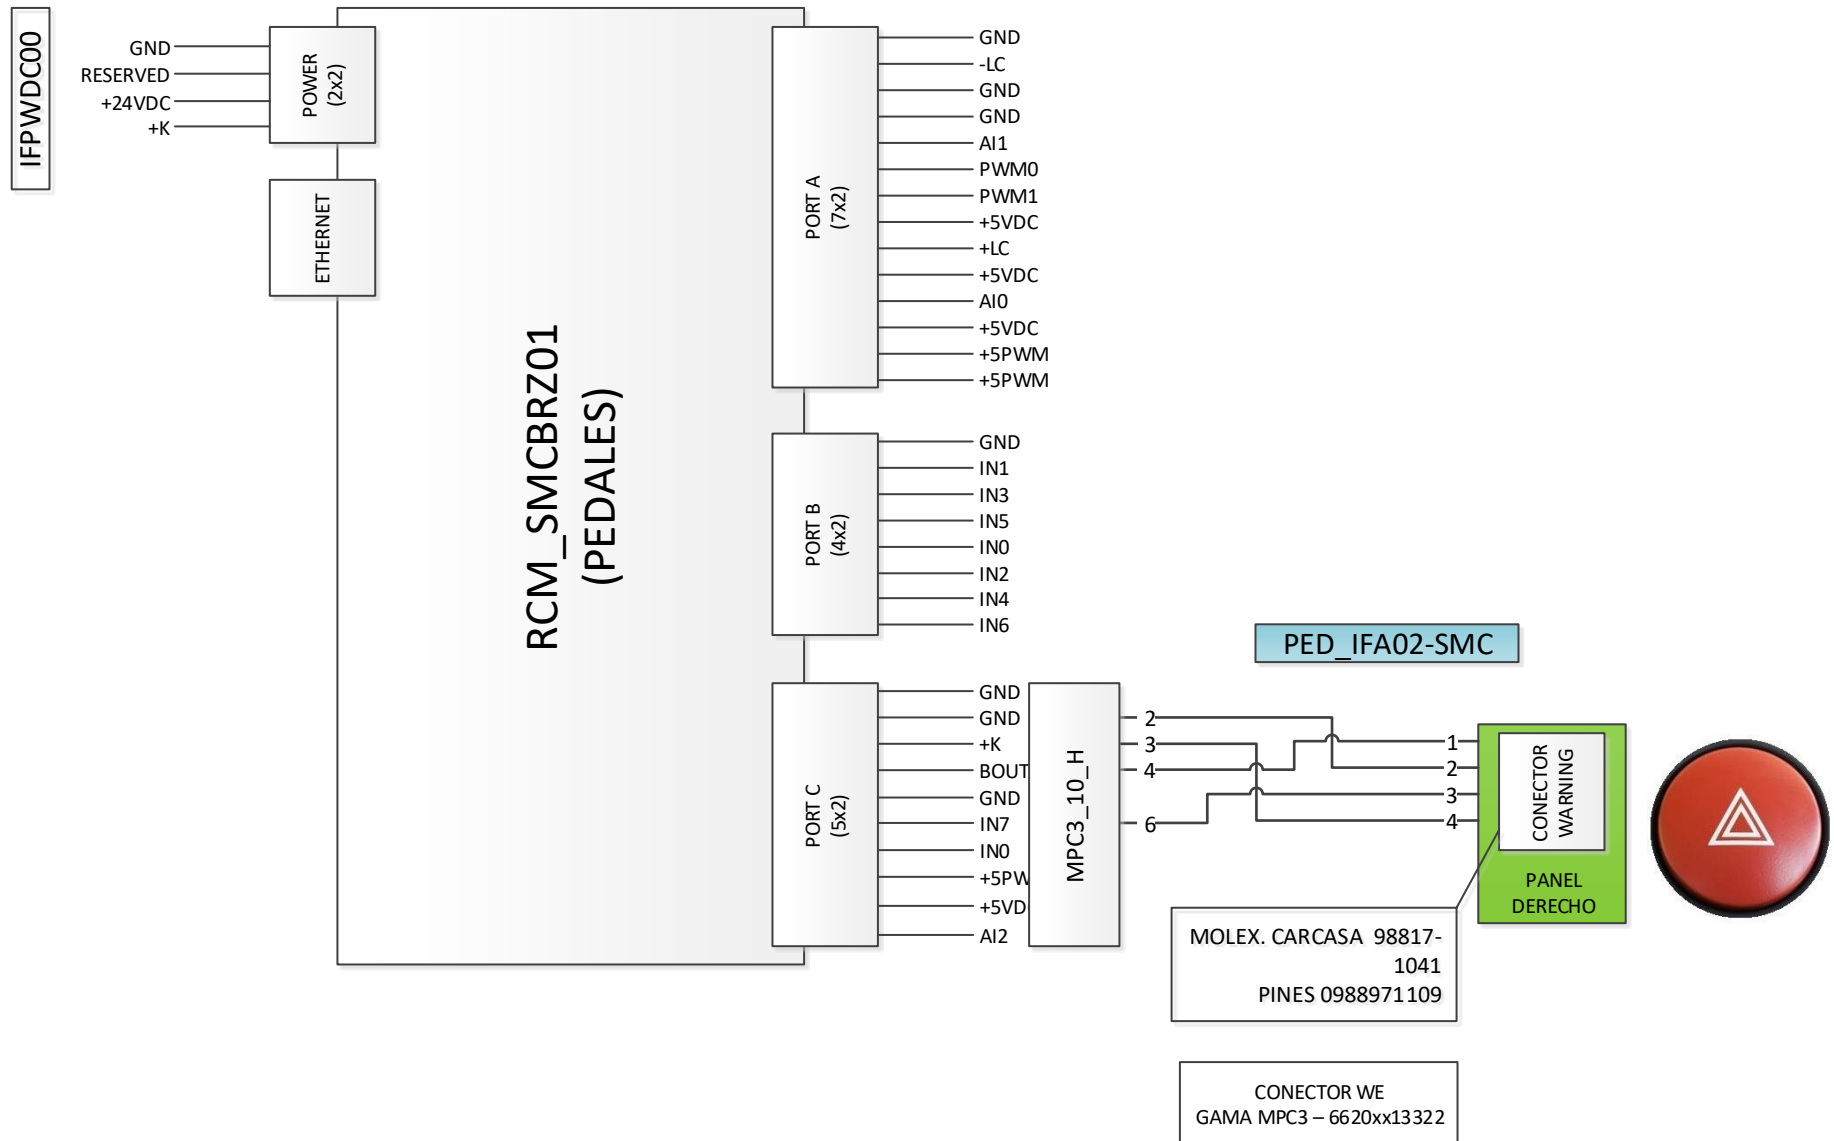 IFPWDC00
GND
RESERVED
+24VDC
+K
POWER
(2x2)
ETHERNET
RCM_SMCBRZ01
(PEDALES)
PORT A
(7x2)
GND
-LC
GND
GND
AI1
PWM0
PWM1
+5VDC
+LC
+5VDC
AI0
+5VDC
+5PWM
+5PWM
PORT B
(4x2)
GND
IN1
IN3
IN5
IN0
IN2
IN4
IN6
PORT C
(5x2)
GND
GND
+K
BOUT
GND
IN7
IN0
+5PW
+5VD
AI2
MPC3_10_H
2
3
4
6
PED_IFA02-SMC
1
2
3
4
CONECTOR
WARNING
PANEL
DERECHO
MOLEX. CARCASA 98817-
1041
PINES 0988971109
CONECTOR WE
GAMA MPC3 – 6620xx13322